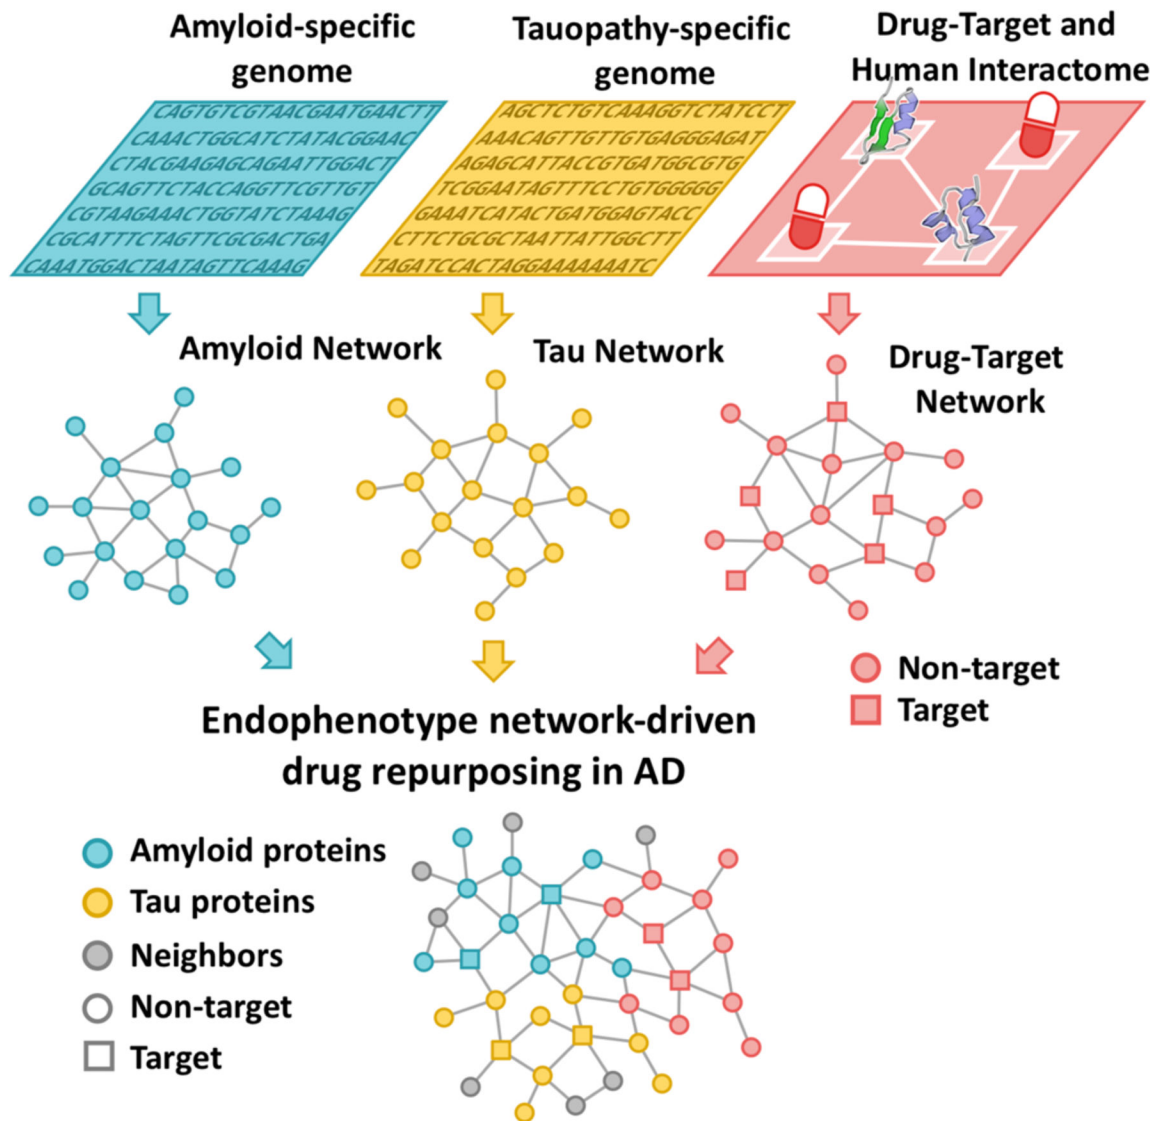 Amyloid-specific
genome
Tauopathy-specific
genome
Drug-Target and
Human Interactome
CAGTGTCGTAACGAATGAACTT
CAAACTGGCATCTATACGGAAC
CTACGAAGAGCAGAATTGGACT
GCAGTTCTACCAGGTTCGTTGT
CGTAAGAAACTGGTATCTAAAG
CGCATTTCTAGTTCGCGACTGA
CAAATGGACTAATAGTTCAAAG
AGCTCTGTCAAAGGTCTATCCT
AAACAGTTGTTGTGAGGGAGAT
AGAGCATTACCGTGATGGCGTG
TCGGAATAGTTTCCTGTGGGGG
GAAATCATACTGATGGAGTACC
CTTCTGCGCTAATTATTGGCTT
TAGATCCACTAGGAAAAAAATC
Amyloid Network
Tau Network
Drug-Target
Network
Non-target
Target
Endophenotype network-driven
drug repurposing in AD
Amyloid proteins
Tau proteins
Neighbors
Non-target
Target